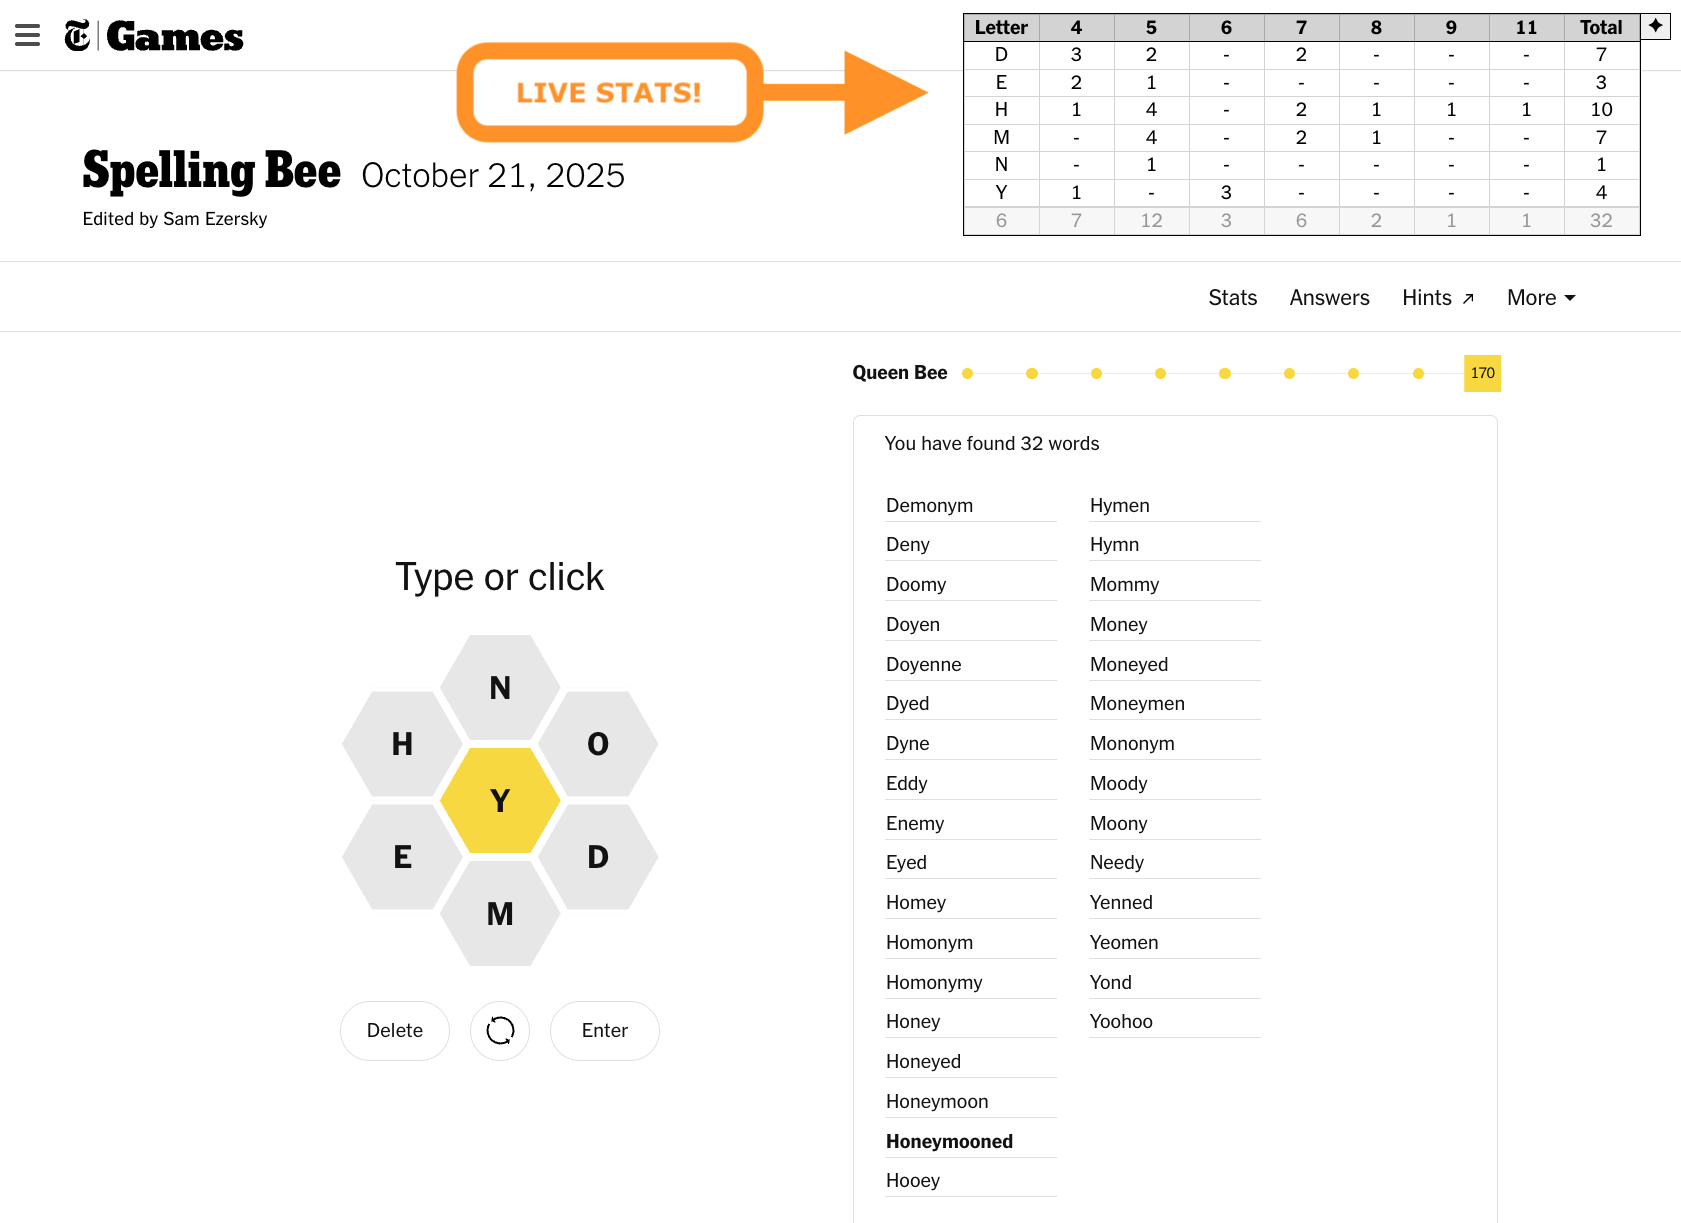 T Games
LIVE STATS!
Letter 4 5 6 7 8 9 11 Total
D 3 2 - 2 - - - 7
E 2 1 - - - - - 3
H 1 4 - 2 1 1 1 10
M - 4 - 2 1 - - 7
N - 1 - - - - - 1
Y 1 - 3 - - - - 4
6 7 12 3 6 2 1 1 32
Spelling Bee October 21, 2025
Edited by Sam Ezersky
Stats Answers Hints More
Queen Bee 170
You have found 32 words
Demonym
Deny
Doomy
Doyen
Doyenne
Dyed
Dyne
Eddy
Enemy
Eyed
Homey
Homonym
Homonymy
Honey
Honeyed
Honeymoon
Honeymooned
Hooey
Hymen
Hymn
Mommy
Money
Moneyed
Moneymen
Mononym
Moody
Moony
Needy
Yenned
Yeomen
Yond
Yoohoo
Type or click
N
H O
Y
E D
M
Delete Enter